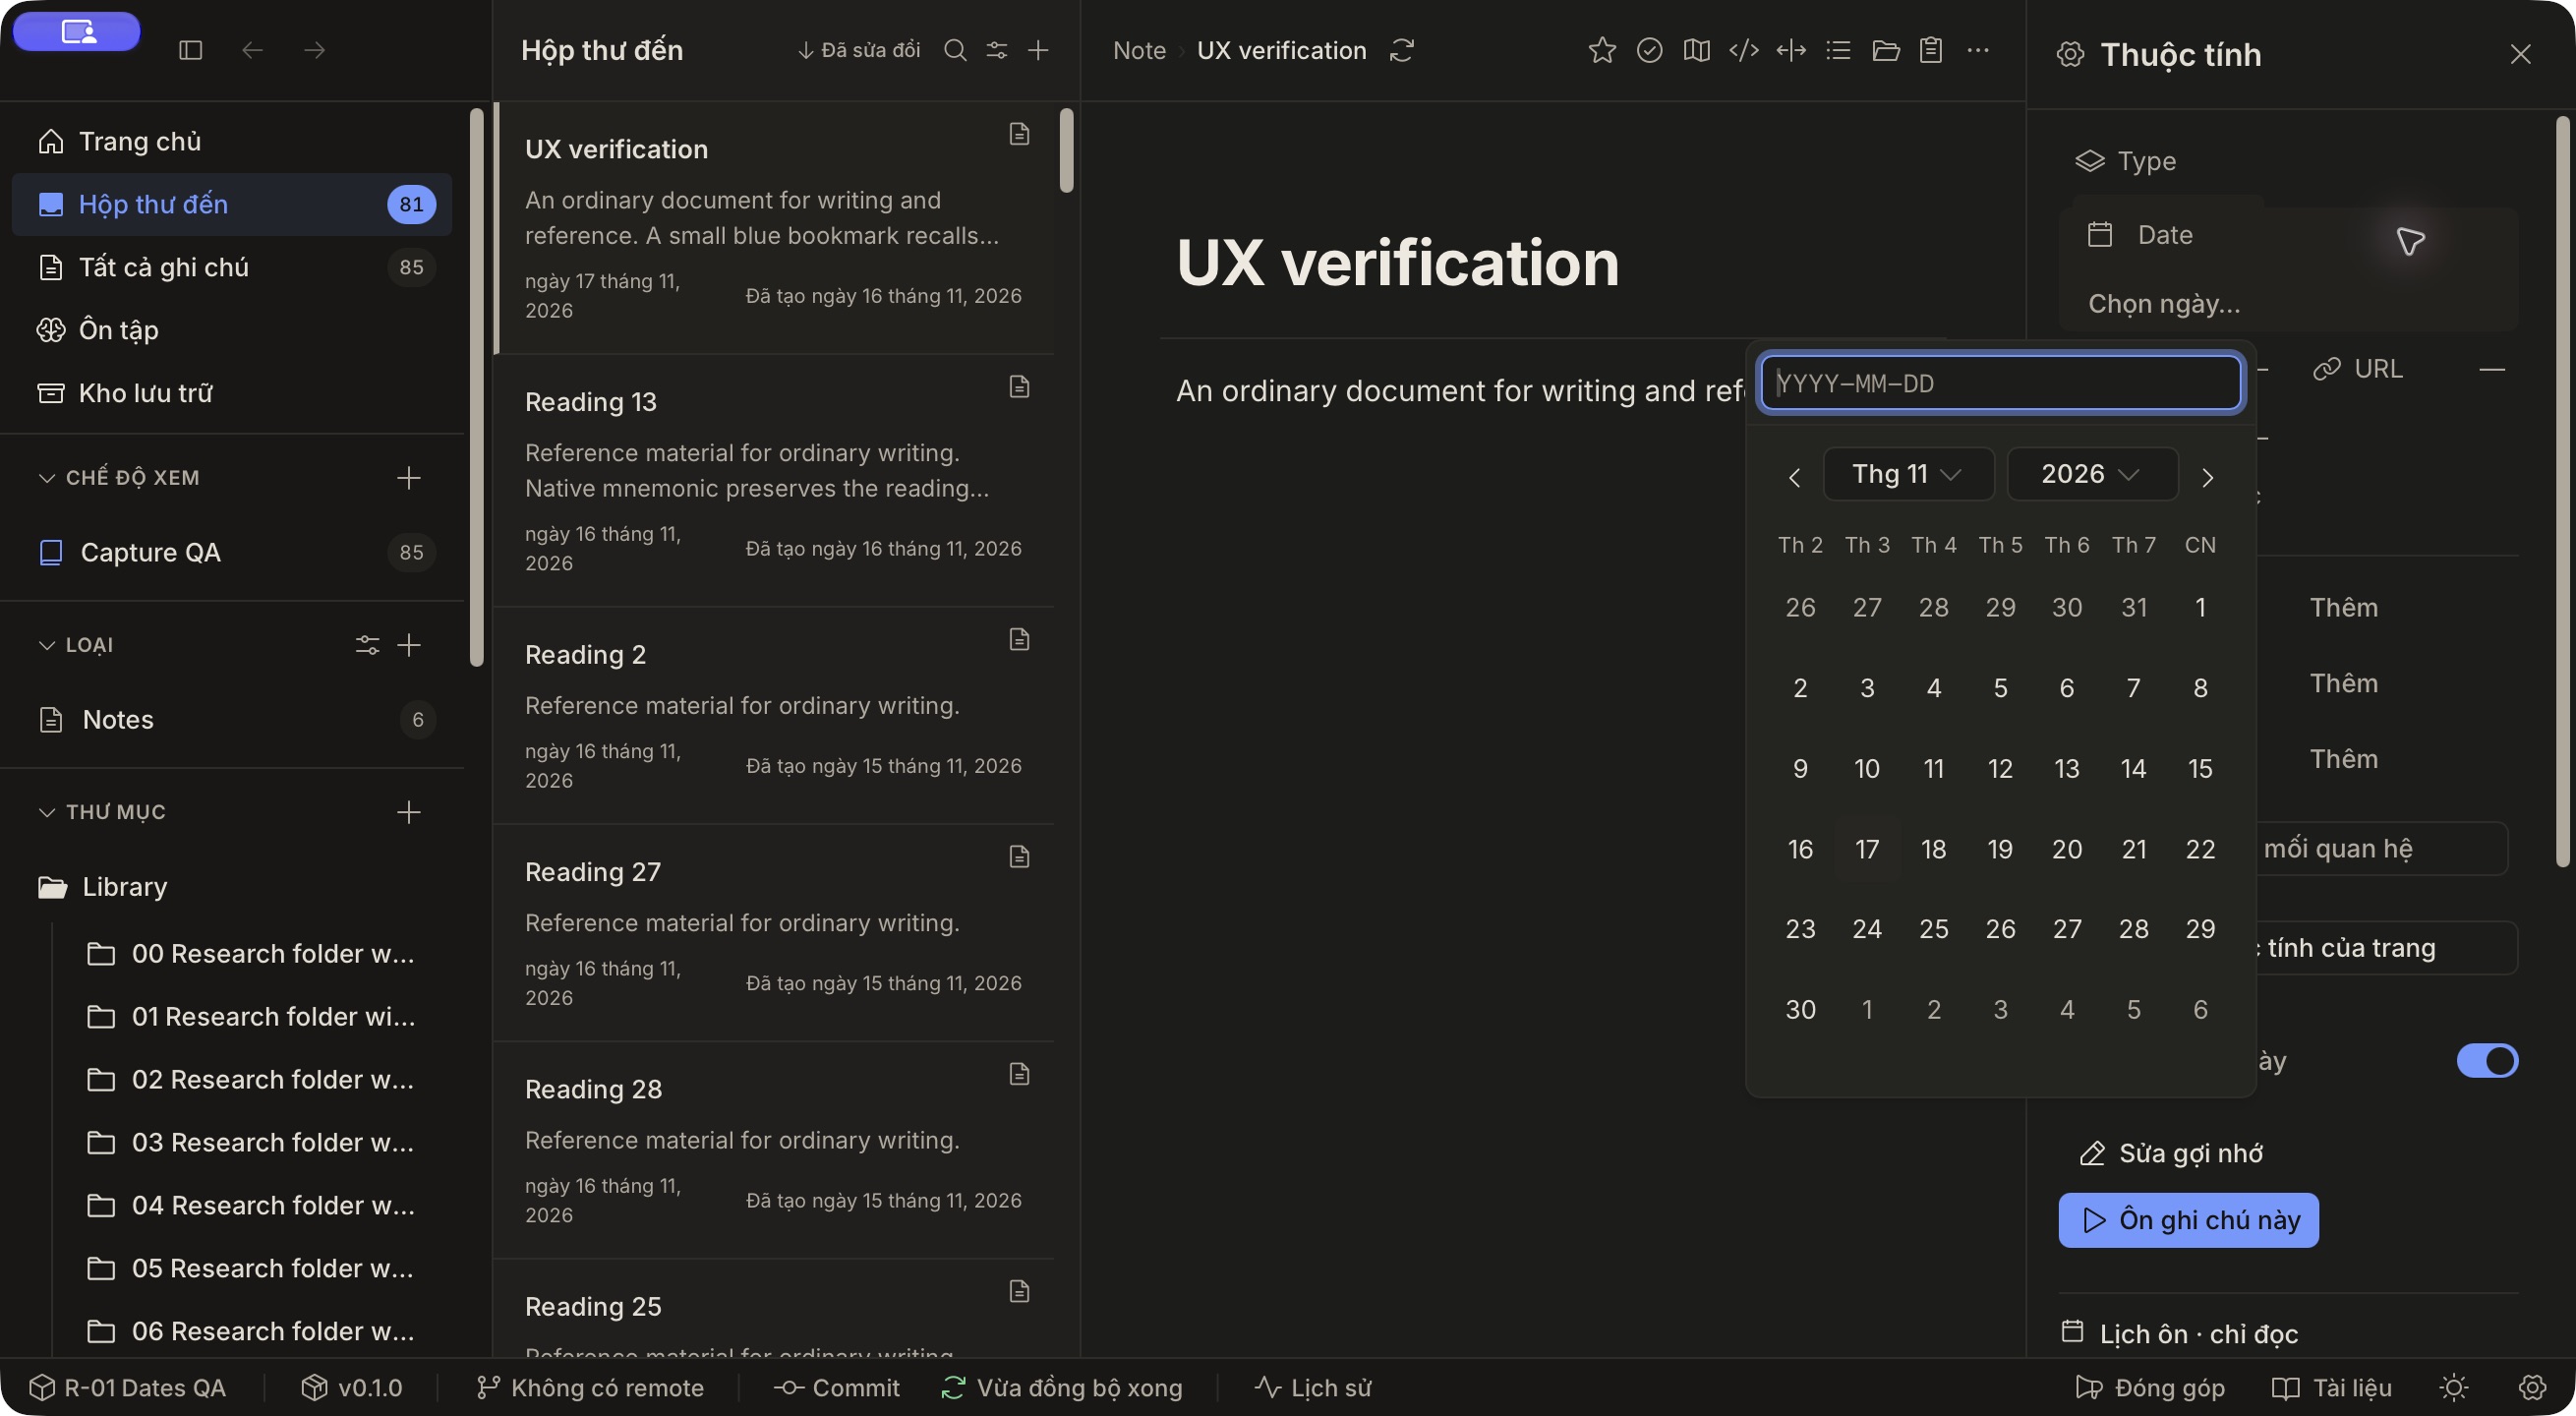 Trang chủ
Hộp thư đến 81
Tất cả ghi chú 85
Ôn tập
Kho lưu trữ
CHẾ ĐỘ XEM
Capture QA 85
LOẠI
Notes 6
THƯ MỤC
Library
00 Research folder w...
01 Research folder wi...
02 Research folder w...
03 Research folder w...
04 Research folder w...
05 Research folder w...
06 Research folder w...
Hộp thư đến
Đã sửa đổi
UX verification
An ordinary document for writing and
reference. A small blue bookmark recalls...
ngày 17 tháng 11,
2026
Đã tạo ngày 16 tháng 11, 2026
Reading 13
Reference material for ordinary writing.
Native mnemonic preserves the reading...
ngày 16 tháng 11,
2026
Đã tạo ngày 16 tháng 11, 2026
Reading 2
Reference material for ordinary writing.
ngày 16 tháng 11,
2026
Đã tạo ngày 15 tháng 11, 2026
Reading 27
Reference material for ordinary writing.
ngày 16 tháng 11,
2026
Đã tạo ngày 15 tháng 11, 2026
Reading 28
Reference material for ordinary writing.
ngày 16 tháng 11,
2026
Đã tạo ngày 15 tháng 11, 2026
Reading 25
Reference material for ordinary writing.
Note › UX verification
UX verification
An ordinary document for writing and
Thuộc tính
Type
Date
Chọn ngày...
URL —
YYYY-MM-DD
Thg 11 2026
Th 2 Th 3 Th 4 Th 5 Th 6 Th 7 CN
26 27 28 29 30 31 1
2 3 4 5 6 7 8
9 10 11 12 13 14 15
16 17 18 19 20 21 22
23 24 25 26 27 28 29
30 1 2 3 4 5 6
Thêm
Thêm
Thêm
mối quan hệ
tính của trang
Sửa gợi nhớ
Ôn ghi chú này
Lịch ôn · chỉ đọc
R-01 Dates QA
v0.1.0
Không có remote
Commit
Vừa đồng bộ xong
Lịch sử
Đóng góp
Tài liệu